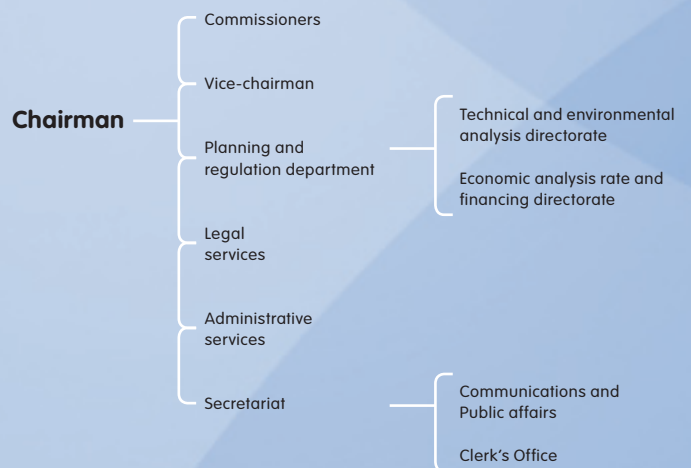 Commissioners
Vice-chairman
Chairman
Planning and
regulation department
Technical and environmental
analysis directorate
Economic analysis rate and
financing directorate
Legal
services
Administrative
services
Secretariat
Communications and
Public affairs
Clerk's Office